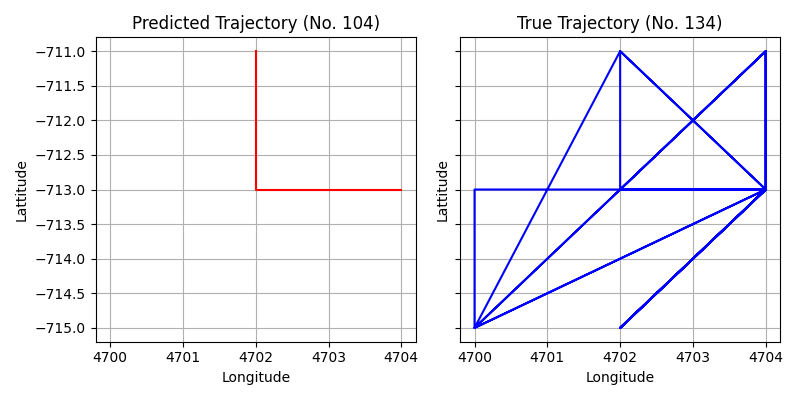 Predicted Trajectory (No. 104)
True Trajectory (No. 134)
Lattitude
−711.0
−711.5
−712.0
−712.5
−713.0
−713.5
−714.0
−714.5
−715.0
4700 4701 4702 4703 4704
Longitude
Lattitude
4700 4701 4702 4703 4704
Longitude